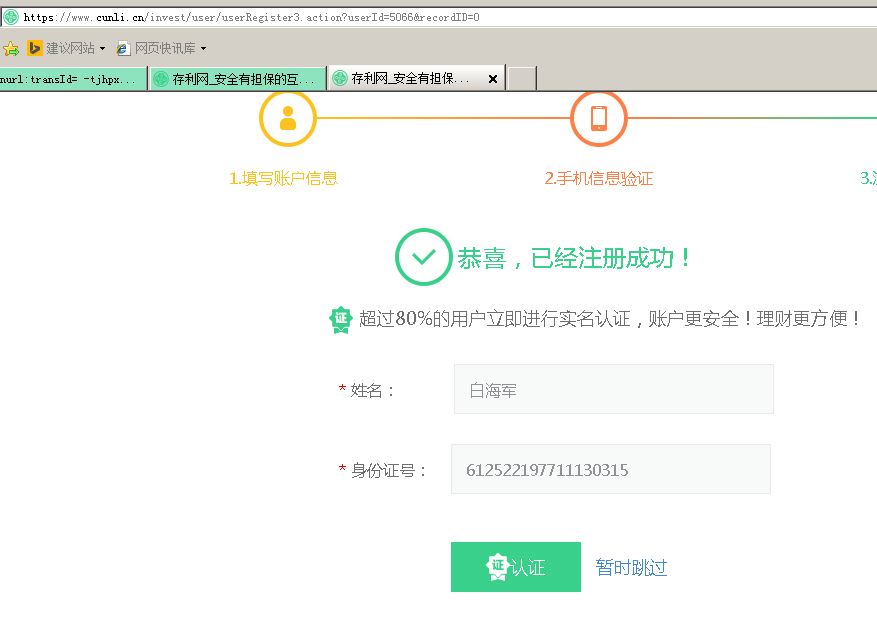 https://www.cunli.cn/invest/user/userRegister3.action?userId=5066&recordID=0
建议网站 网页快讯库
nurl:transId= -tjhpx... 存利网_安全有担保的互... 存利网_安全有担保...
1.填写账户信息 2.手机信息验证 3.
恭喜，已经注册成功！
证 超过80%的用户立即进行实名认证，账户更安全！理财更方便！
* 姓名： 白海军
* 身份证号： 612522197711130315
证 认证 暂时跳过